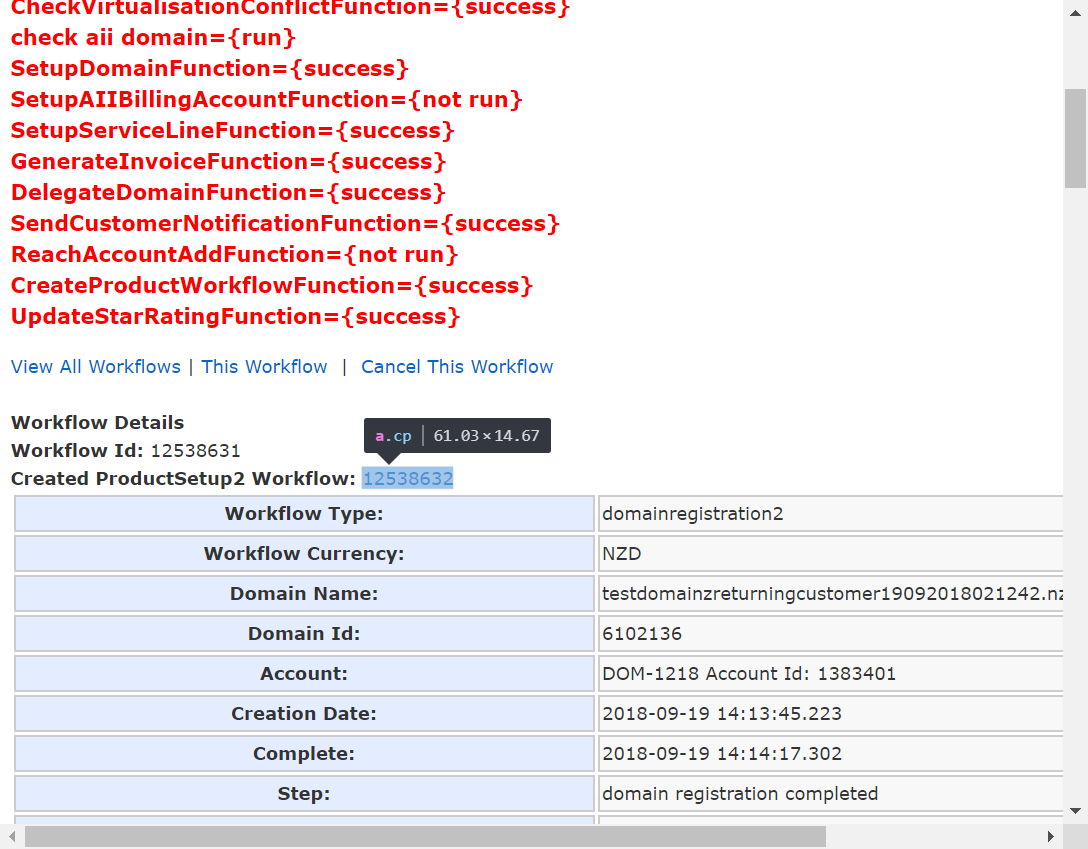 CheckVirtualisationConflictFunction={success}
check aii domain={run}
SetupDomainFunction={success}
SetupAIIBillingAccountFunction={not run}
SetupServiceLineFunction={success}
GenerateInvoiceFunction={success}
DelegateDomainFunction={success}
SendCustomerNotificationFunction={success}
ReachAccountAddFunction={not run}
CreateProductWorkflowFunction={success}
UpdateStarRatingFunction={success}
View All Workflows | This Workflow | Cancel This Workflow
Workflow Details
a.cp | 61.03×14.67
Workflow Id: 12538631
Created ProductSetup2 Workflow: 12538632
Workflow Type: domainregistration2
Workflow Currency: NZD
Domain Name: testdomainzreturningcustomer19092018021242.nz
Domain Id: 6102136
Account: DOM-1218 Account Id: 1383401
Creation Date: 2018-09-19 14:13:45.223
Complete: 2018-09-19 14:14:17.302
Step: domain registration completed